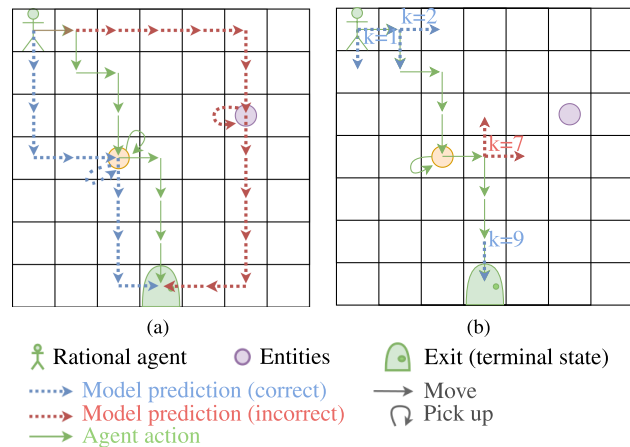 k=2
k=1
k=7
k=9
(a)
(b)
Rational agent
Entities
Exit (terminal state)
Model prediction (correct)
Move
Model prediction (incorrect)
Pick up
Agent action